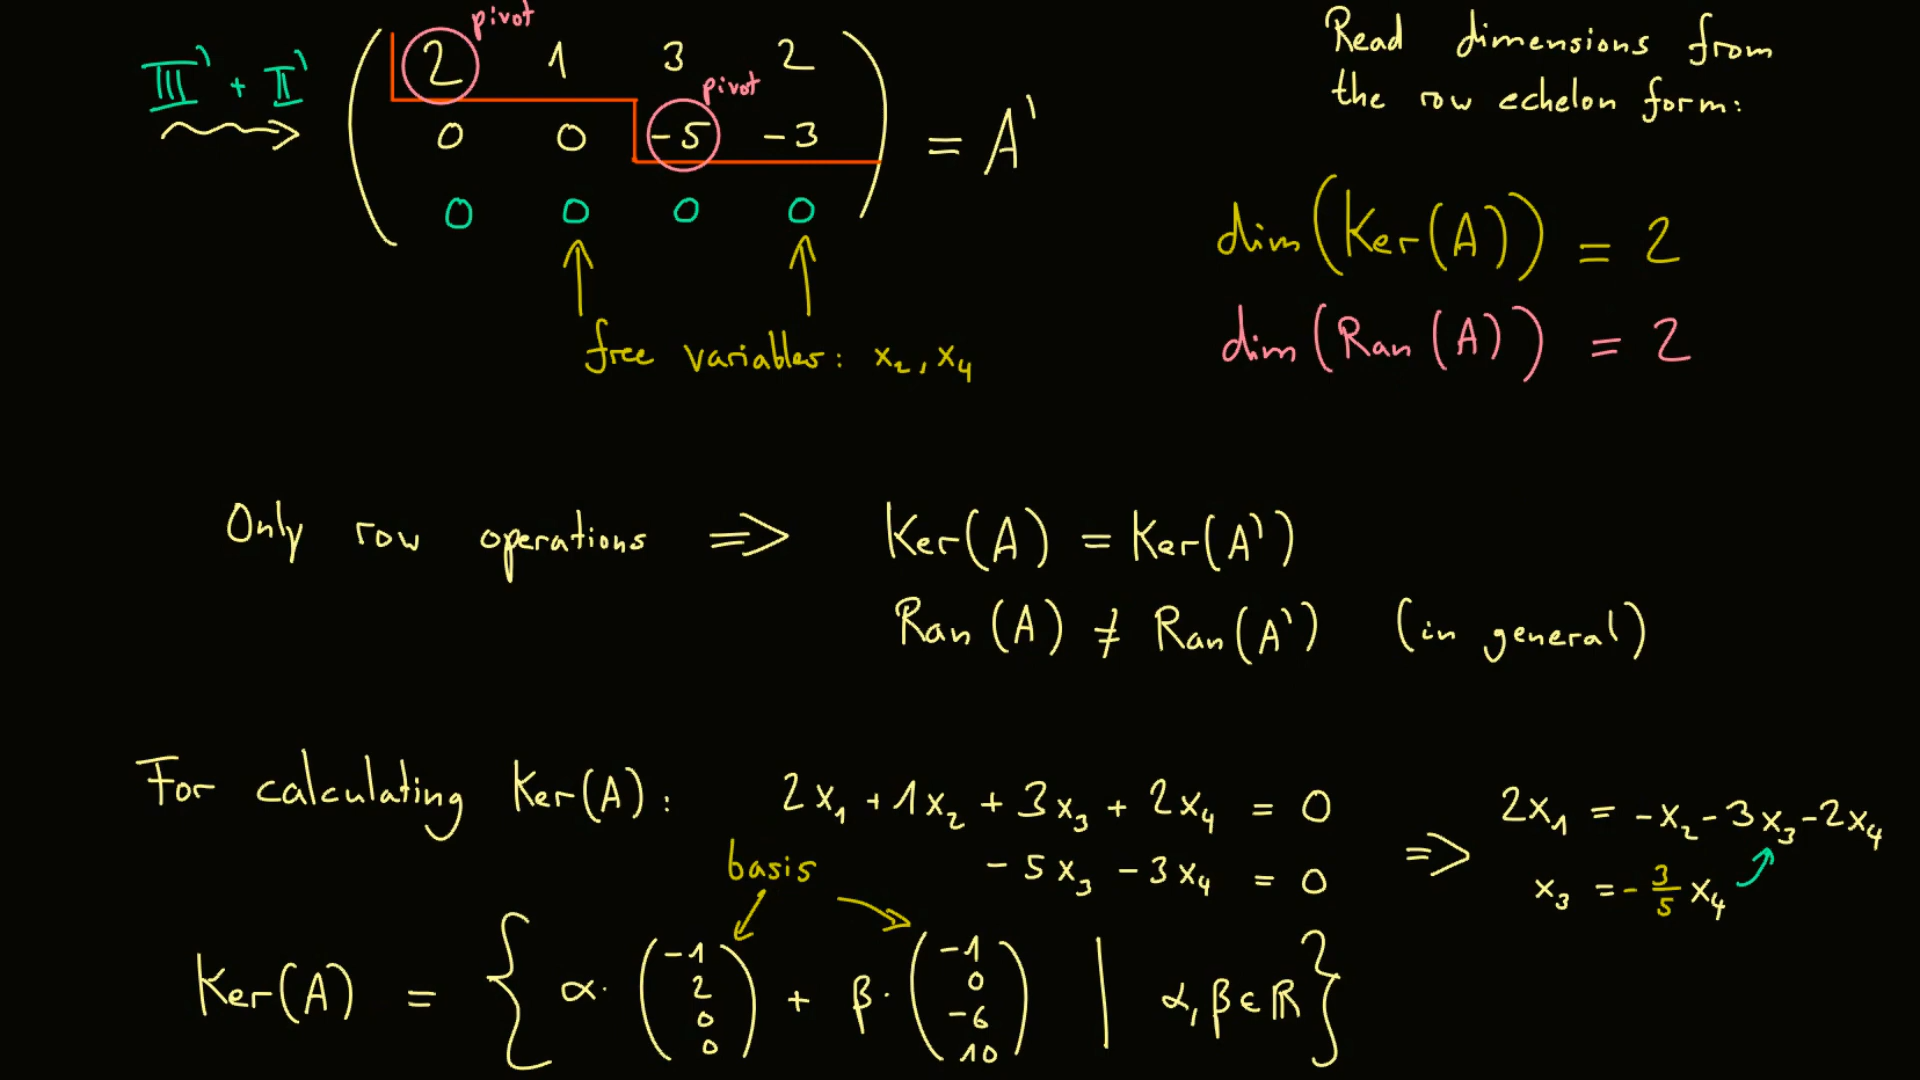 III' + II'
pivot
2 1 3 2
pivot
0 0 -5 -3 = A'
0 0 0 0
free variables: x₂, x₄
Read dimensions from
the row echelon form:
dim(Ker(A)) = 2
dim(Ran(A)) = 2
Only row operations ⇒ Ker(A) = Ker(A')
Ran(A) ≠ Ran(A') (in general)
For calculating Ker(A): 2x₁ + 1x₂ + 3x₃ + 2x₄ = 0
-5x₃ - 3x₄ = 0
⇒ 2x₁ = -x₂ - 3x₃ - 2x₄
x₃ = -3/5 x₄
basis
Ker(A) = { α · (-1 2 0 0) + β · (-1 0 -6 10) | α, β ∈ ℝ }